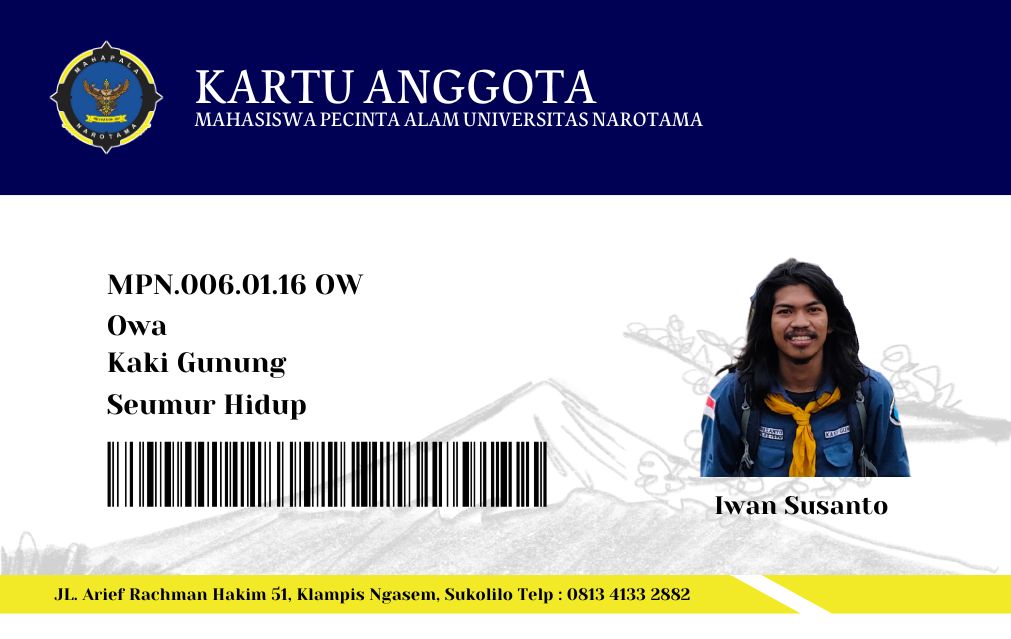 MAHAPALA
NAROTAMA
KARTU ANGGOTA
MAHASISWA PECINTA ALAM UNIVERSITAS NAROTAMA
MPN.006.01.16 OW
Owa
Kaki Gunung
Seumur Hidup
Iwan Susanto
JL. Arief Rachman Hakim 51, Klampis Ngasem, Sukolilo Telp : 0813 4133 2882